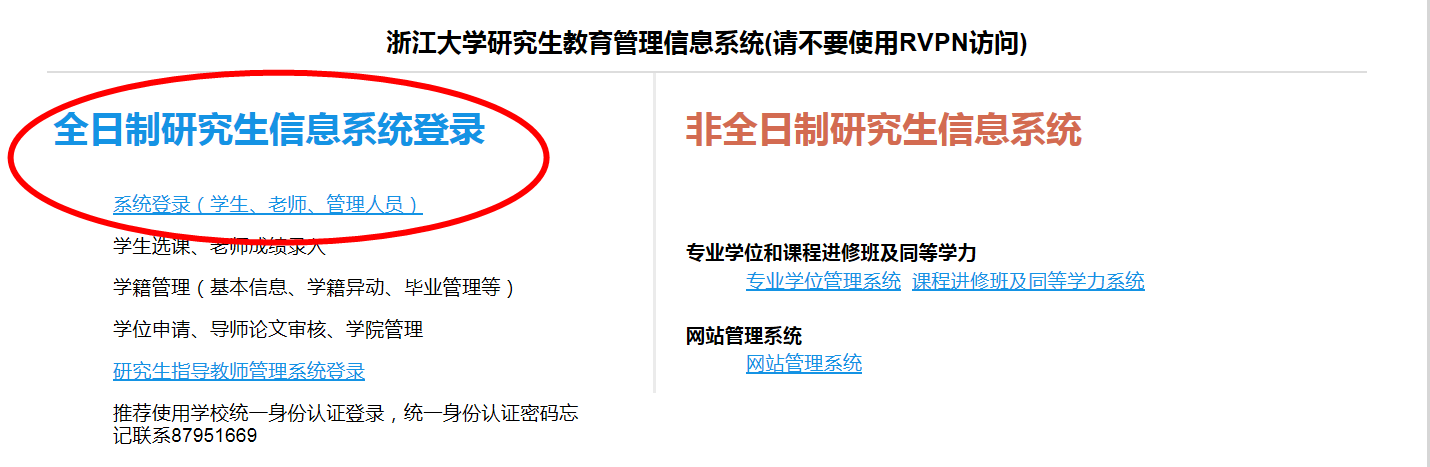 浙江大学研究生教育管理信息系统(请不要使用RVPN访问)
全日制研究生信息系统登录
系统登录（学生、老师、管理人员）
学生选课、老师成绩录入
学籍管理（基本信息、学籍异动、毕业管理等）
学位申请、导师论文审核、学院管理
研究生指导教师管理系统登录
推荐使用学校统一身份认证登录，统一身份认证密码忘
记联系87951669
非全日制研究生信息系统
专业学位和课程进修班及同等学力
专业学位管理系统 课程进修班及同等学力系统
网站管理系统
网站管理系统